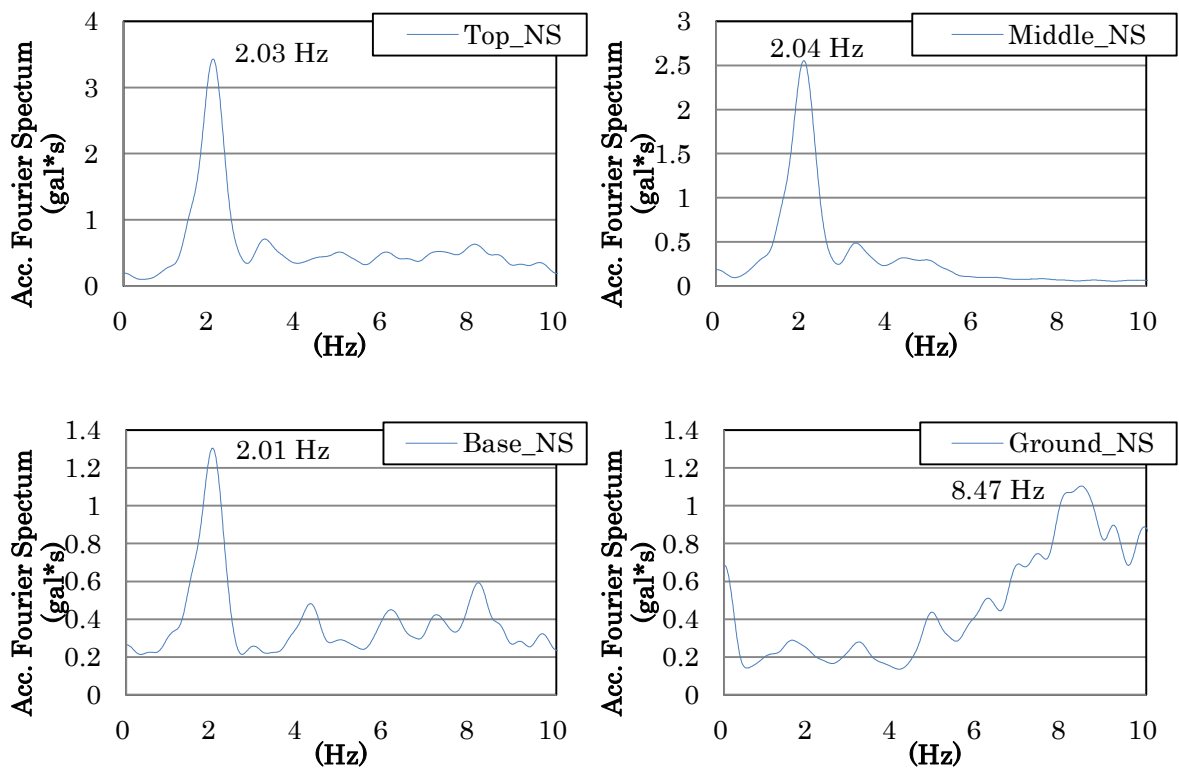 Top_NS
2.03 Hz
Acc. Fourier Spectum
(gal*s)
4
3
2
1
0
0 2 4 6 8 10
(Hz)
Middle_NS
2.04 Hz
Acc. Fourier Spectum
(gal*s)
3
2.5
2
1.5
1
0.5
0
0 2 4 6 8 10
(Hz)
Base_NS
2.01 Hz
Acc. Fourier Spectum
(gal*s)
1.4
1.2
1
0.8
0.6
0.4
0.2
0
0 2 4 6 8 10
(Hz)
Ground_NS
8.47 Hz
Acc. Fourier Spectum
(gal*s)
1.4
1.2
1
0.8
0.6
0.4
0.2
0
0 2 4 6 8 10
(Hz)